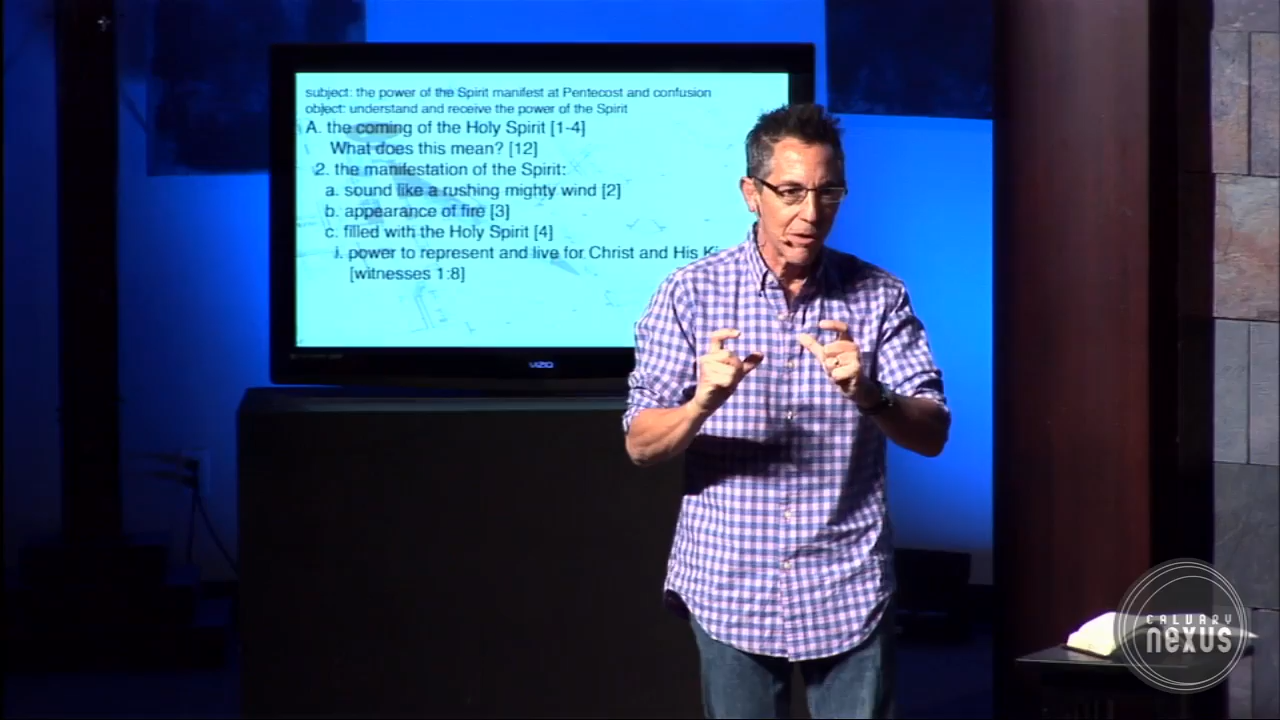 subject: the power of the Spirit manifest at Pentecost and confusion
object: understand and receive the power of the Spirit
A. the coming of the Holy Spirit [1-4]
What does this mean? [12]
2. the manifestation of the Spirit:
a. sound like a rushing mighty wind [2]
b. appearance of fire [3]
c. filled with the Holy Spirit [4]
i. power to represent and live for Christ and His
[witnesses 1:8]
VIZIO
CALVARY
nexus